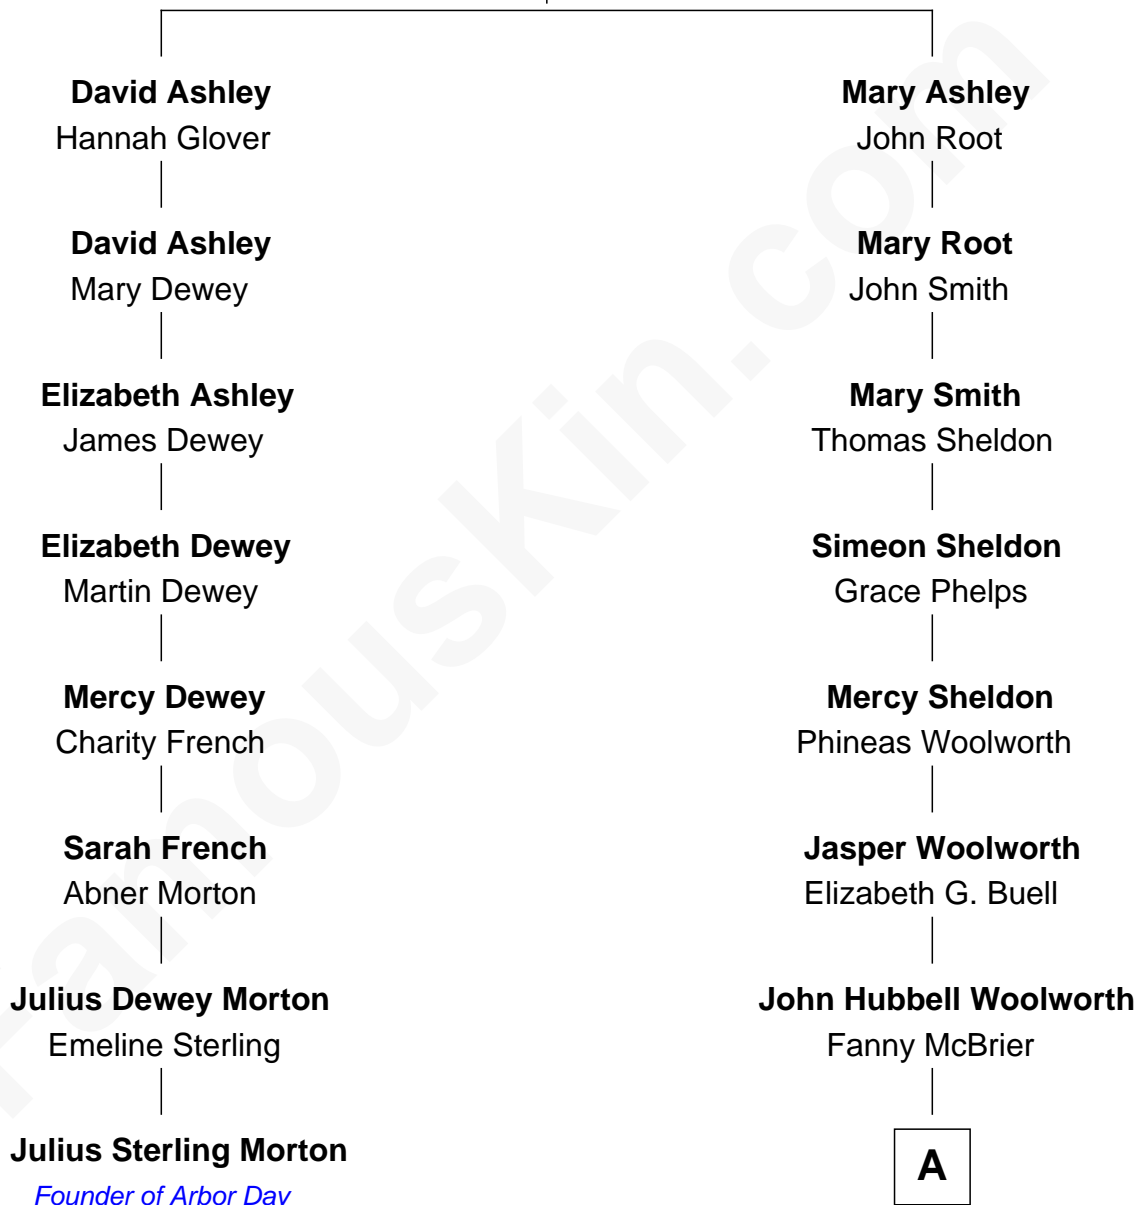 David Ashley
Hannah Glover
David Ashley
Mary Dewey
Elizabeth Ashley
James Dewey
Elizabeth Dewey
Martin Dewey
Mercy Dewey
Charity French
Sarah French
Abner Morton
Julius Dewey Morton
Emeline Sterling
Julius Sterling Morton
Founder of Arbor Day
Mary Ashley
John Root
Mary Root
John Smith
Mary Smith
Thomas Sheldon
Simeon Sheldon
Grace Phelps
Mercy Sheldon
Phineas Woolworth
Jasper Woolworth
Elizabeth G. Buell
John Hubbell Woolworth
Fanny McBrier
A
FamousKin.com